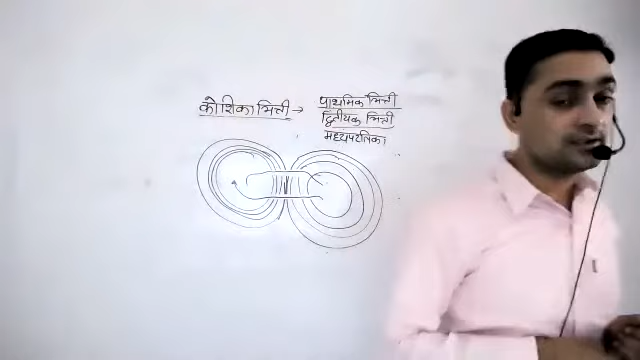 कोशिका भित्ती → प्राथमिक भित्ती
द्वितीयक भित्ती
मध्यपटलिका